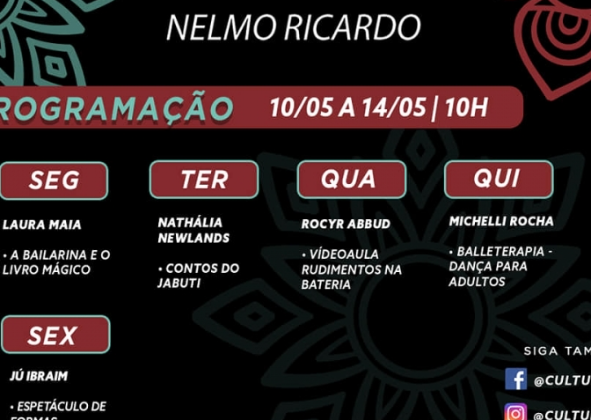 NELMO RICARDO
ROGRAMAÇÃO 10/05 A 14/05 | 10H
SEG
LAURA MAIA
• A BAILARINA E O
LIVRO MÁGICO
TER
NATHÁLIA
NEWLANDS
• CONTOS DO
JABUTI
QUA
ROCYR ABBUD
• VÍDEOAULA
RUDIMENTOS NA
BATERIA
QUI
MICHELLI ROCHA
• BALLETERAPIA -
DANÇA PARA
ADULTOS
SEX
JÚ IBRAIM
• ESPETÁCULO DE
FORMAS
SIGA TAM
@CULTU
@CULTU